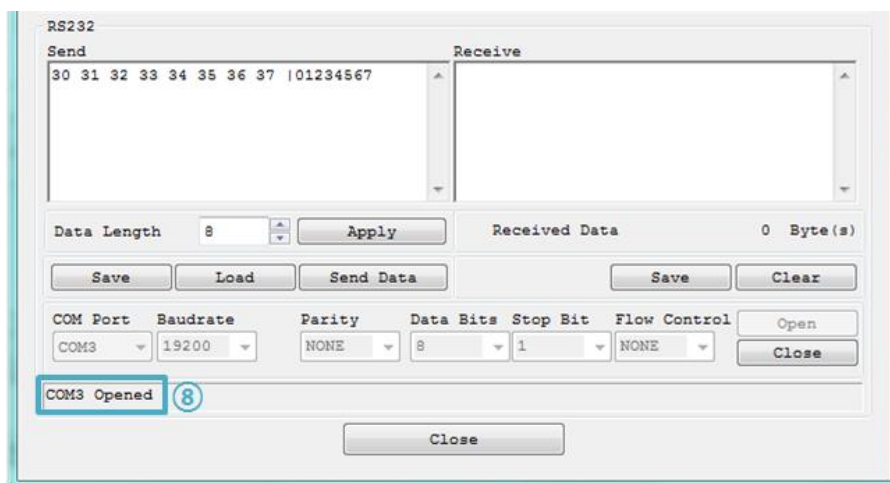 RS232
Send Receive
30 31 32 33 34 35 36 37 |01234567
Data Length 8 Apply Received Data 0 Byte(s)
Save Load Send Data Save Clear
COM Port Baudrate Parity Data Bits Stop Bit Flow Control Open
COM3 19200 NONE 8 1 NONE Close
COM3 Opened ⑧
Close